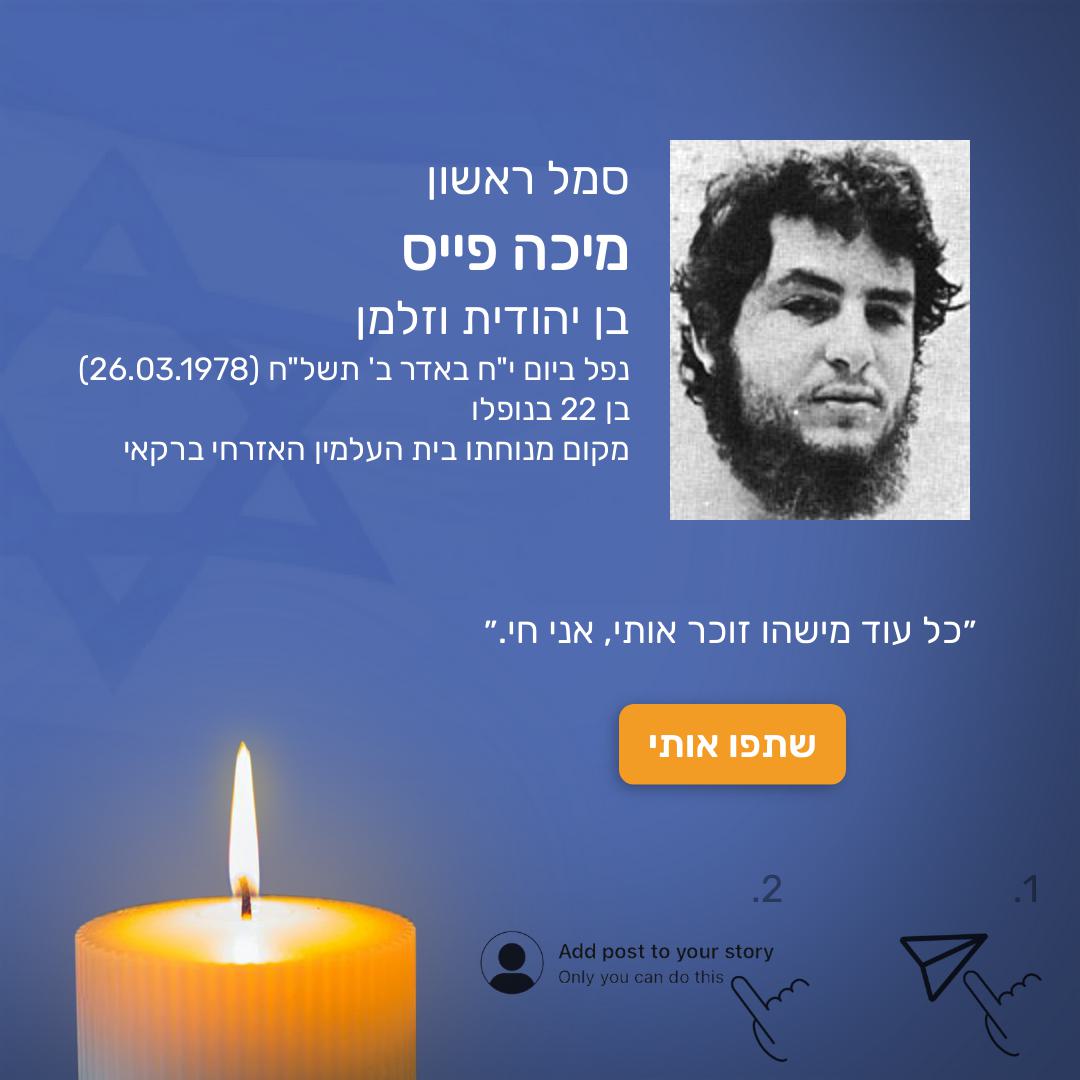 סמל ראשון
מיכה פייס
בן יהודית וזלמן
נפל ביום י"ח באדר ב' תשל"ח (26.03.1978)
בן 22 בנופלו
מקום מנוחתו בית העלמין האזרחי ברקאי
״כל עוד מישהו זוכר אותי, אני חי.״
שתפו אותי
.1
.2
Add post to your story
Only you can do this